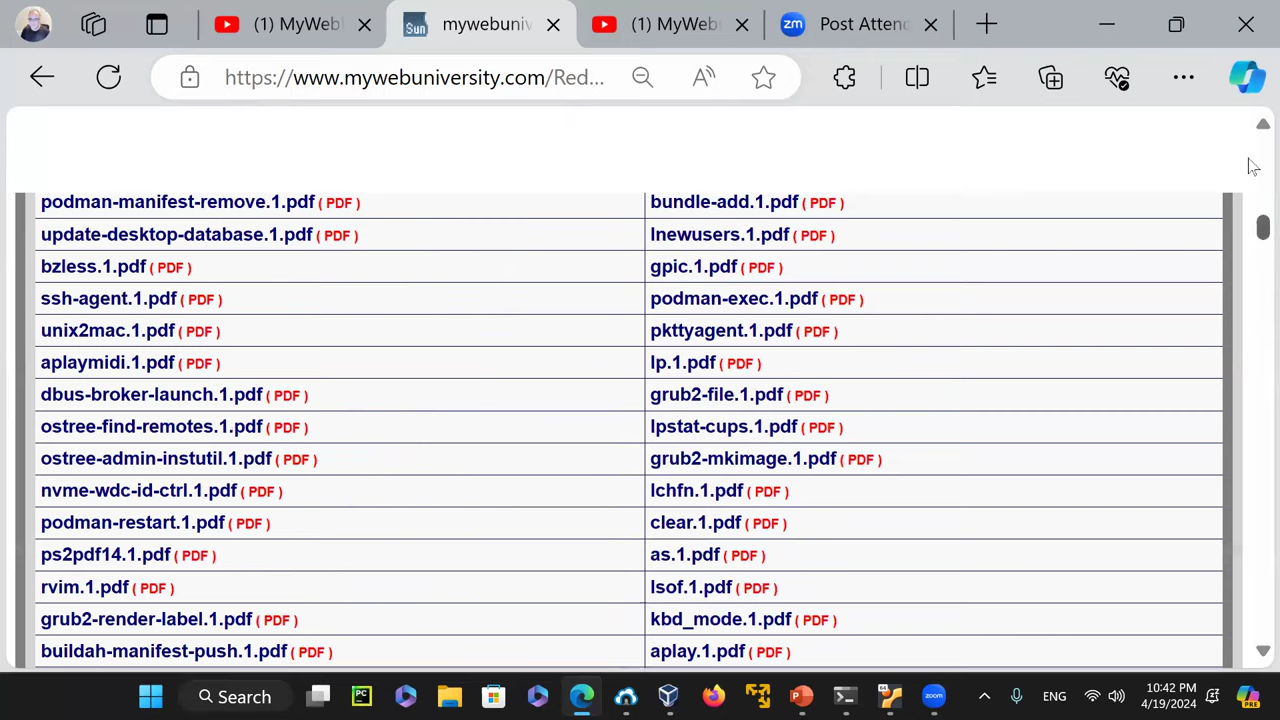 (1) MyWeb
Sun
mywebuniv
(1) MyWeb
zm
Post Attend
https://www.mywebuniversity.com/Red...
podman-manifest-remove.1.pdf ( PDF )
bundle-add.1.pdf ( PDF )
update-desktop-database.1.pdf ( PDF )
lnewusers.1.pdf ( PDF )
bzless.1.pdf ( PDF )
gpic.1.pdf ( PDF )
ssh-agent.1.pdf ( PDF )
podman-exec.1.pdf ( PDF )
unix2mac.1.pdf ( PDF )
pkttyagent.1.pdf ( PDF )
aplaymidi.1.pdf ( PDF )
lp.1.pdf ( PDF )
dbus-broker-launch.1.pdf ( PDF )
grub2-file.1.pdf ( PDF )
ostree-find-remotes.1.pdf ( PDF )
lpstat-cups.1.pdf ( PDF )
ostree-admin-instutil.1.pdf ( PDF )
grub2-mkimage.1.pdf ( PDF )
nvme-wdc-id-ctrl.1.pdf ( PDF )
lchfn.1.pdf ( PDF )
podman-restart.1.pdf ( PDF )
clear.1.pdf ( PDF )
ps2pdf14.1.pdf ( PDF )
as.1.pdf ( PDF )
rvim.1.pdf ( PDF )
lsof.1.pdf ( PDF )
grub2-render-label.1.pdf ( PDF )
kbd_mode.1.pdf ( PDF )
buildah-manifest-push.1.pdf ( PDF )
aplay.1.pdf ( PDF )
Search
PC
zoom
ENG
10:42 PM
4/19/2024
PRE